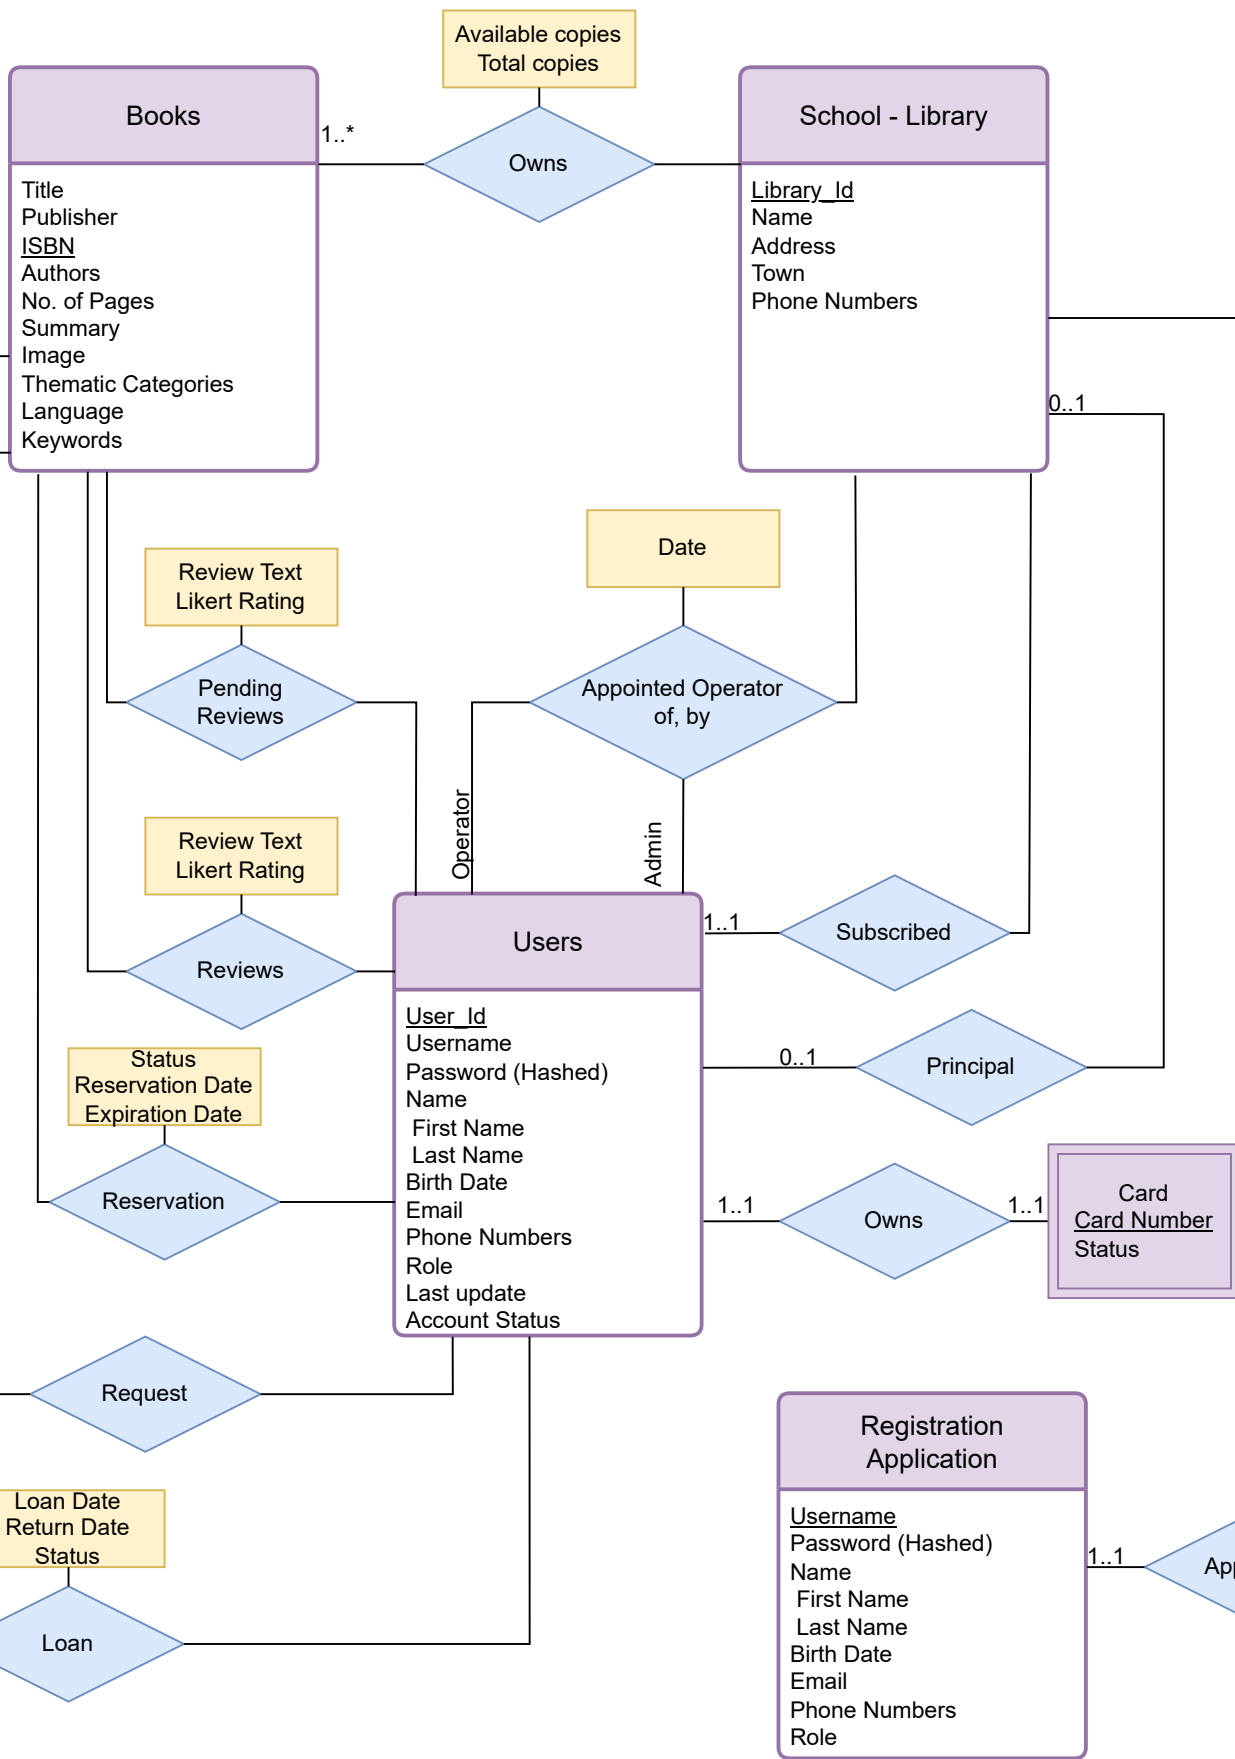 Available copies
Total copies
Books
1..*
Owns
School - Library
Title
Publisher
ISBN
Authors
No. of Pages
Summary
Image
Thematic Categories
Language
Keywords
Library_Id
Name
Address
Town
Phone Numbers
0..1
Date
Review Text
Likert Rating
Pending
Reviews
Appointed Operator
of, by
Operator
Admin
Review Text
Likert Rating
Reviews
Users
1..1
Subscribed
User_Id
Username
Password (Hashed)
Name
First Name
Last Name
Birth Date
Email
Phone Numbers
Role
Last update
Account Status
0..1
Principal
Status
Reservation Date
Expiration Date
Reservation
1..1
Owns
1..1
Card
Card Number
Status
Request
Registration
Application
Username
Password (Hashed)
Name
First Name
Last Name
Birth Date
Email
Phone Numbers
Role
1..1
App
Loan Date
Return Date
Status
Loan